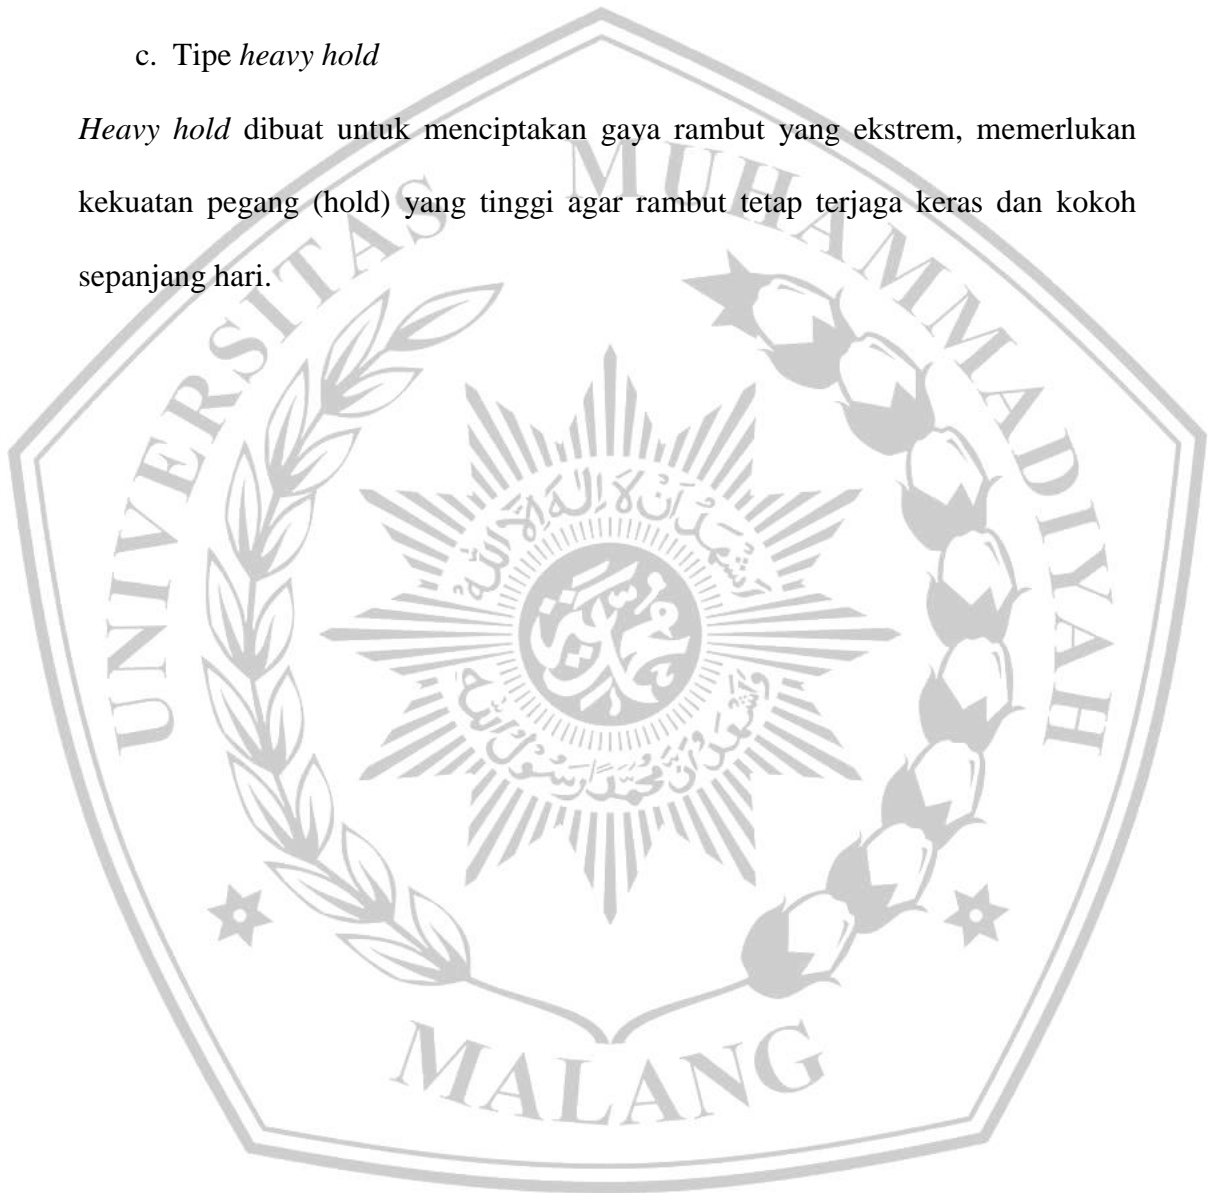 c. Tipe heavy hold
Heavy hold dibuat untuk menciptakan gaya rambut yang ekstrem, memerlukan
kekuatan pegang (hold) yang tinggi agar rambut tetap terjaga keras dan kokoh
sepanjang hari.
UNIVERSITAS MUHAMMADIYAH
MALANG